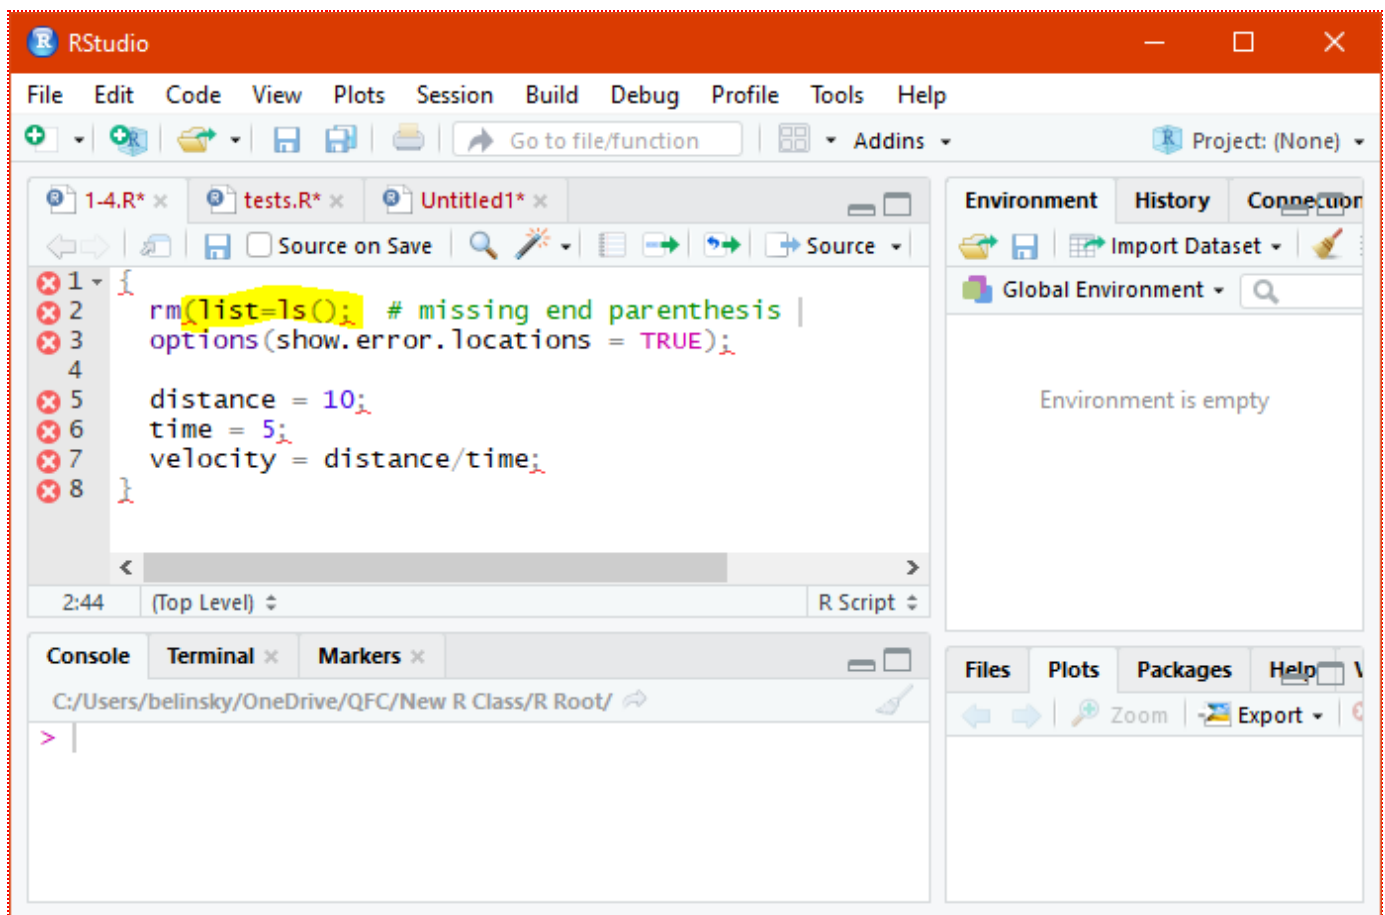 RStudio
File Edit Code View Plots Session Build Debug Profile Tools Help
Go to file/function Addins Project: (None)
1-4.R* tests.R* Untitled1*
Source on Save Source
1 {
2 rm(list=ls(); # missing end parenthesis
3 options(show.error.locations = TRUE);
4
5 distance = 10;
6 time = 5;
7 velocity = distance/time;
8 }
2:44 (Top Level) R Script
Console Terminal Markers
C:/Users/belinsky/OneDrive/QFC/New R Class/R Root/
>
Environment History Connection
Import Dataset
Global Environment
Environment is empty
Files Plots Packages Help
Zoom Export